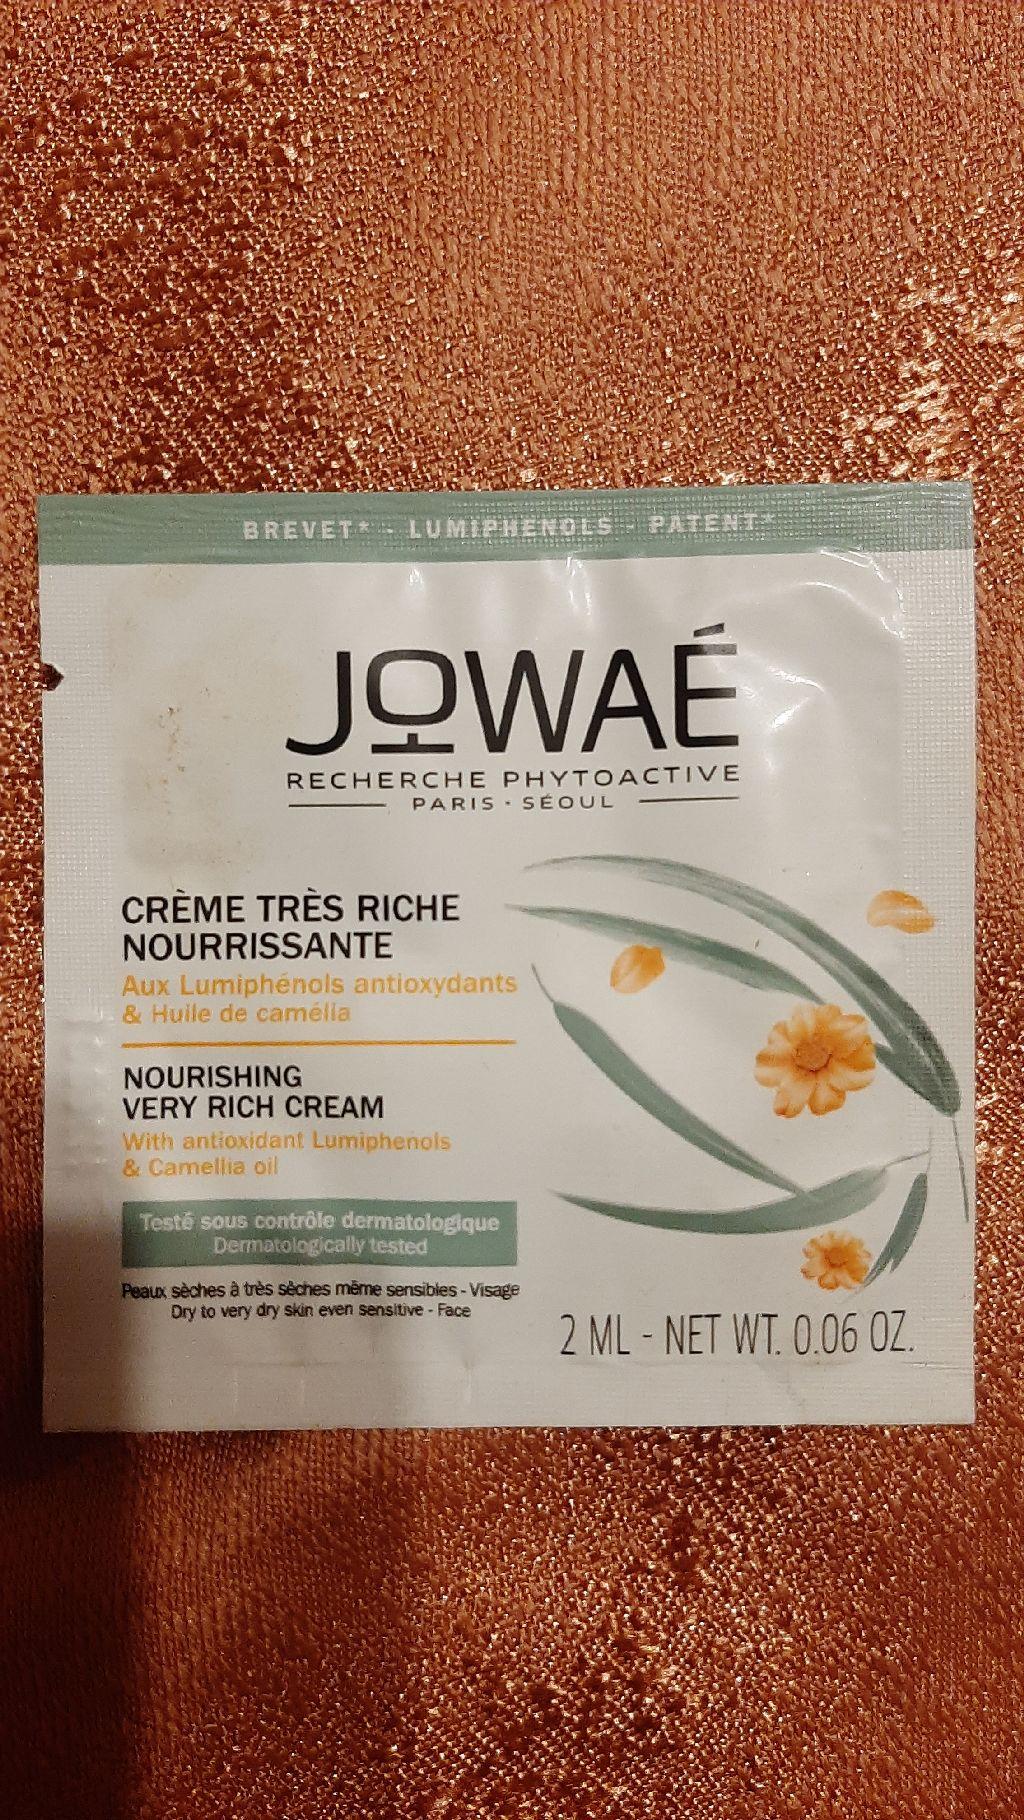 BREVET* - LUMIPHENOLS - PATENT*
JOWAÉ
RECHERCHE PHYTOACTIVE
PARIS · SÉOUL
CRÈME TRÈS RICHE
NOURRISSANTE
Aux Lumiphénols antioxydants
& Huile de camélia
NOURISHING
VERY RICH CREAM
With antioxidant Lumiphenols
& Camellia oil
Testé sous contrôle dermatologique
Dermatologically tested
Peaux sèches à très sèches même sensibles - Visage
Dry to very dry skin even sensitive - Face
2 ML - NET WT. 0.06 OZ.